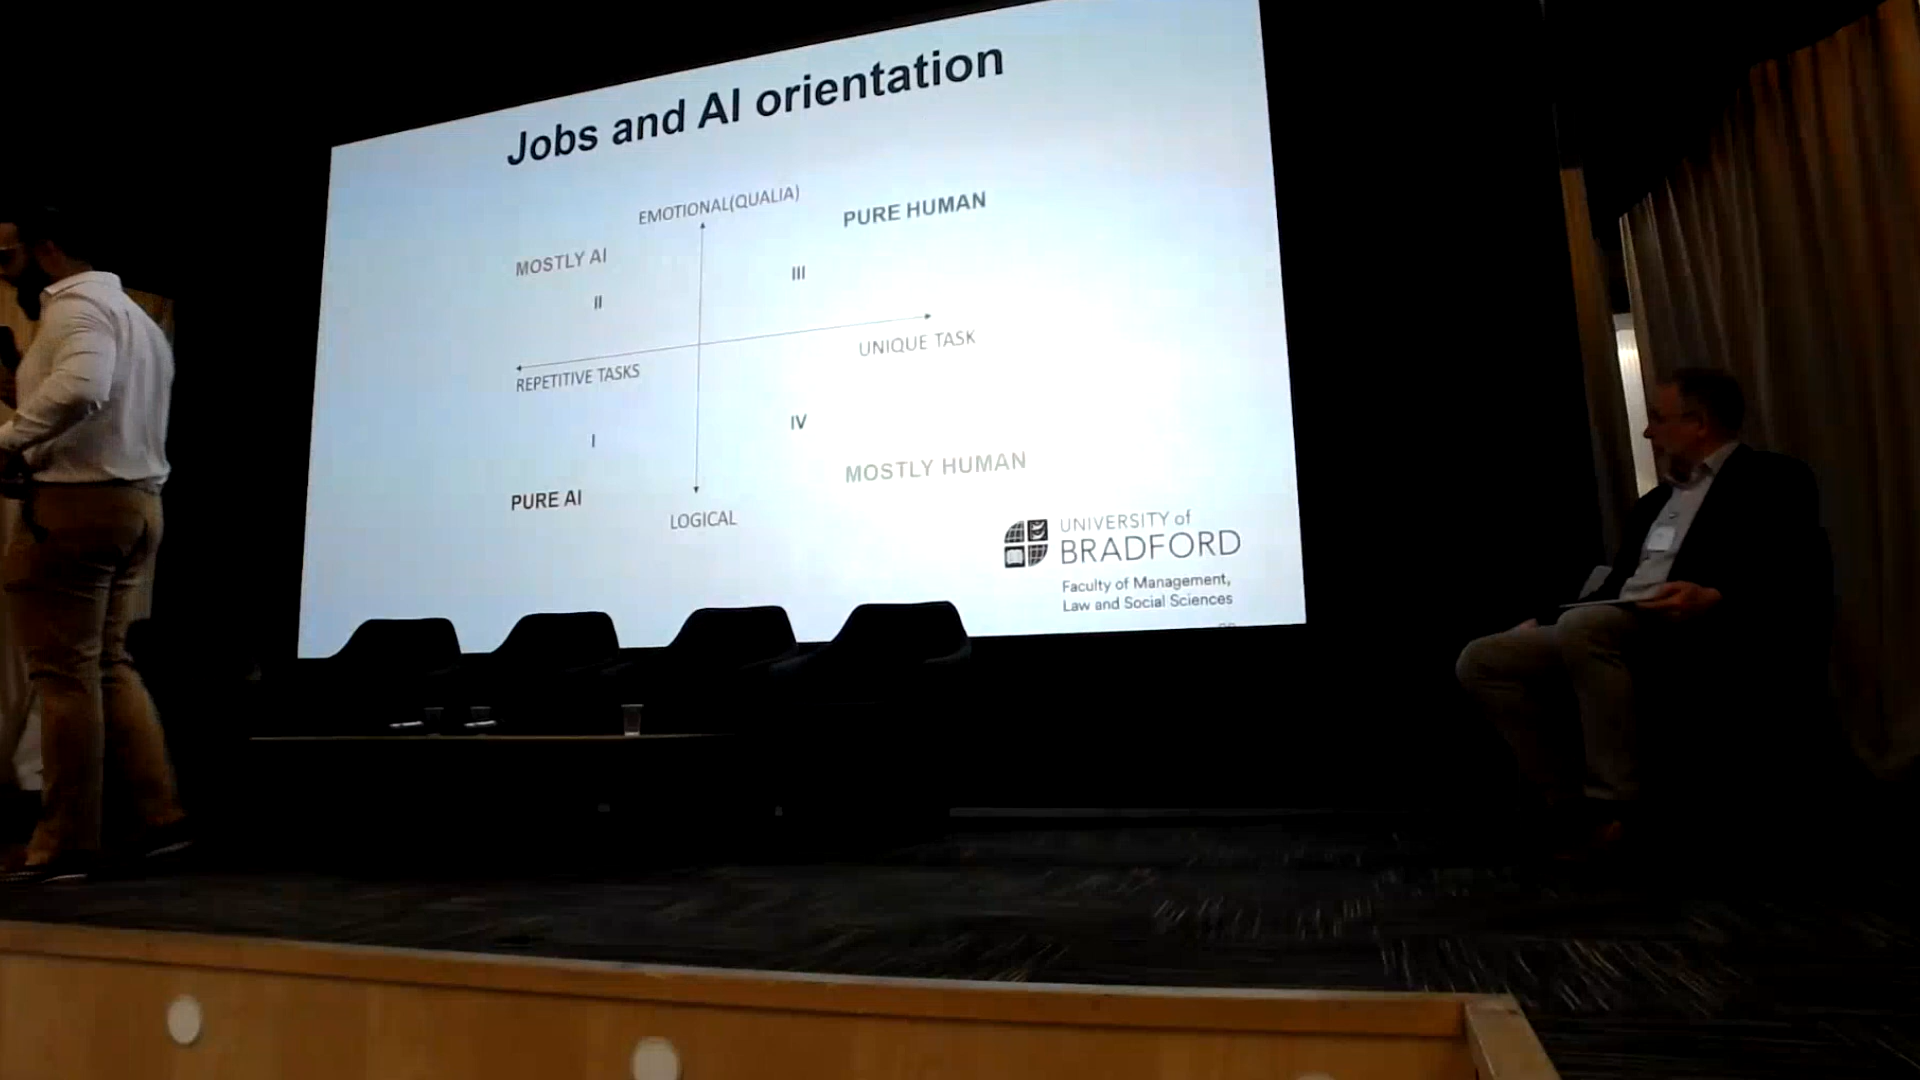 Jobs and AI orientation
EMOTIONAL(QUALIA)
PURE HUMAN
MOSTLY AI
III
II
UNIQUE TASK
REPETITIVE TASKS
IV
I
MOSTLY HUMAN
PURE AI
LOGICAL
UNIVERSITY of
BRADFORD
Faculty of Management,
Law and Social Sciences